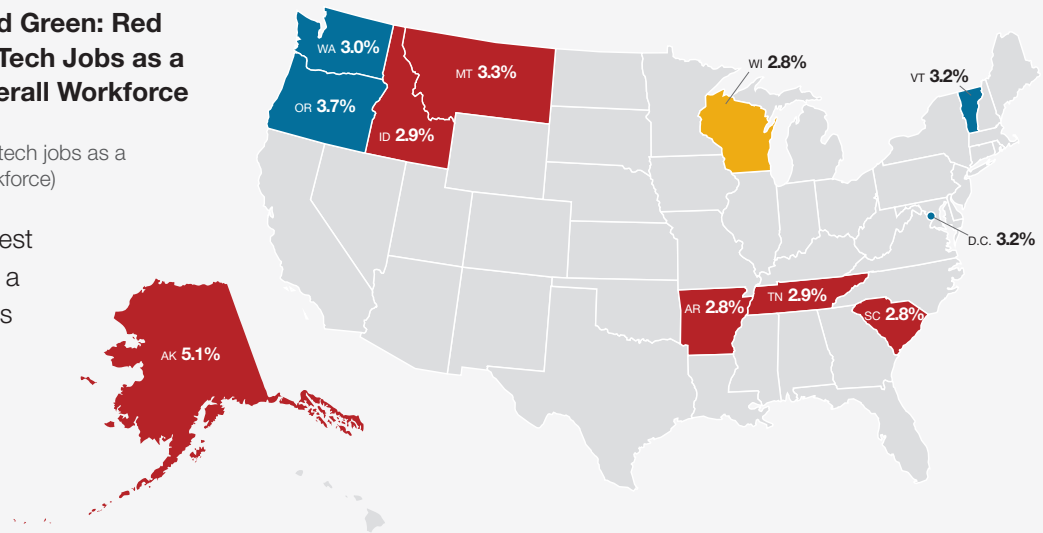 d Green: Red
Tech Jobs as a
erall Workforce
tech jobs as a
kforce)
est
a
s
WA 3.0%
OR 3.7%
ID 2.9%
MT 3.3%
WI 2.8%
VT 3.2%
D.C. 3.2%
AR 2.8%
TN 2.9%
SC 2.8%
AK 5.1%